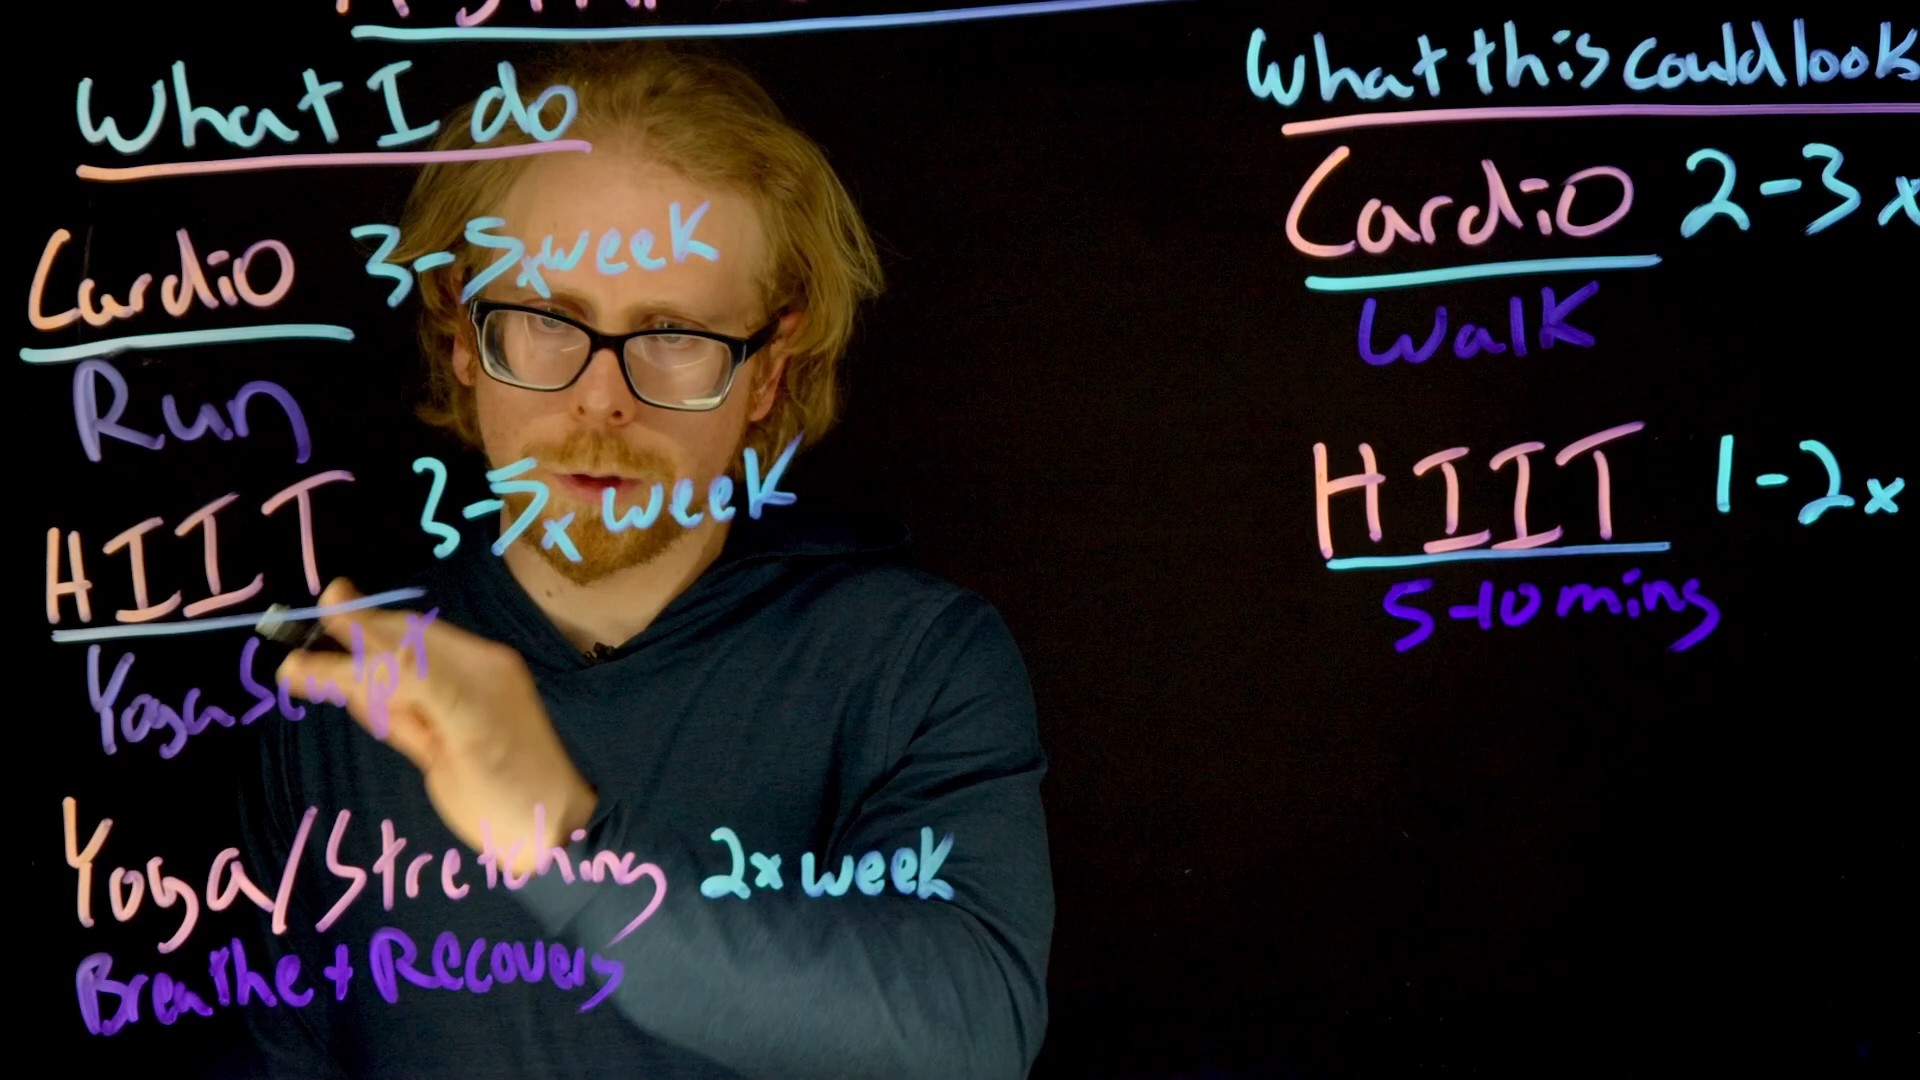 What I do
Cardio 3-5x week
Run
HIIT 3-5x week
Yoga Sculpt
Yoga/Stretching 2x week
Breathe + Recovery
What this could look
Cardio 2-3x
Walk
HIIT 1-2x
5-10 mins